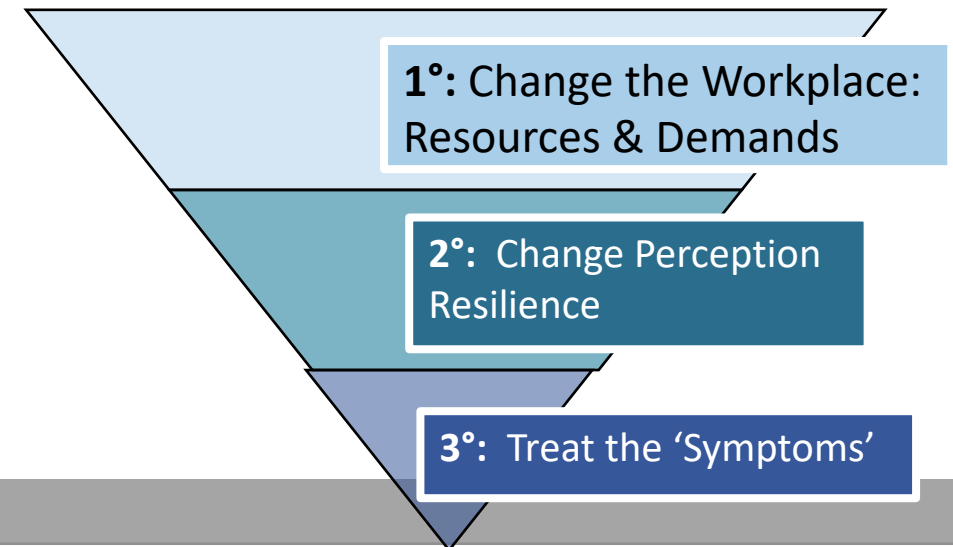 1°: Change the Workplace:
Resources & Demands
2°: Change Perception
Resilience
3°: Treat the ‘Symptoms’